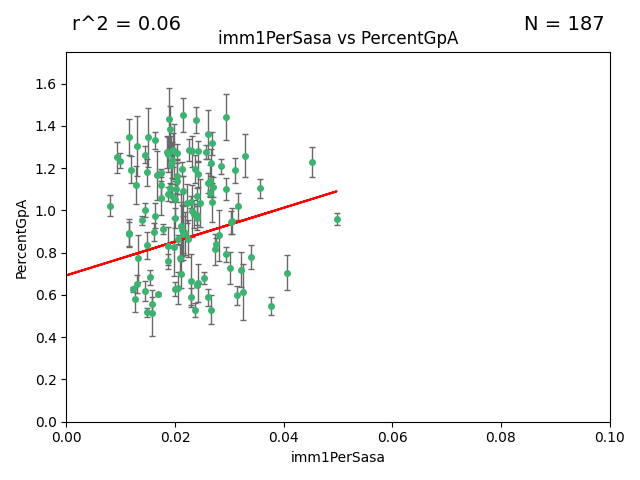 r^2 = 0.06
N = 187
imm1PerSasa vs PercentGpA
PercentGpA
1.6
1.4
1.2
1.0
0.8
0.6
0.4
0.2
0.0
0.00 0.02 0.04 0.06 0.08 0.10
imm1PerSasa